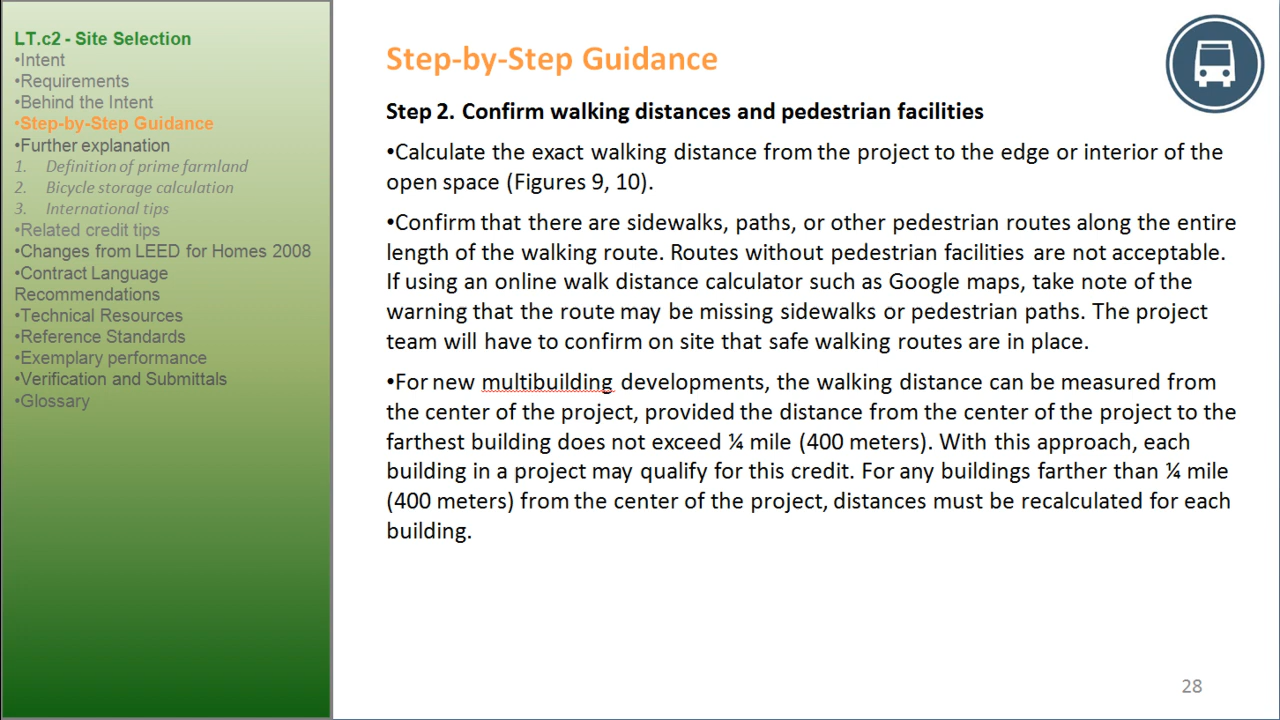 LT.c2 - Site Selection
•Intent
•Requirements
•Behind the Intent
•Step-by-Step Guidance
•Further explanation
1. Definition of prime farmland
2. Bicycle storage calculation
3. International tips
•Related credit tips
•Changes from LEED for Homes 2008
•Contract Language
Recommendations
•Technical Resources
•Reference Standards
•Exemplary performance
•Verification and Submittals
•Glossary
Step-by-Step Guidance
Step 2. Confirm walking distances and pedestrian facilities
•Calculate the exact walking distance from the project to the edge or interior of the
open space (Figures 9, 10).
•Confirm that there are sidewalks, paths, or other pedestrian routes along the entire
length of the walking route. Routes without pedestrian facilities are not acceptable.
If using an online walk distance calculator such as Google maps, take note of the
warning that the route may be missing sidewalks or pedestrian paths. The project
team will have to confirm on site that safe walking routes are in place.
•For new multibuilding developments, the walking distance can be measured from
the center of the project, provided the distance from the center of the project to the
farthest building does not exceed ¼ mile (400 meters). With this approach, each
building in a project may qualify for this credit. For any buildings farther than ¼ mile
(400 meters) from the center of the project, distances must be recalculated for each
building.
28